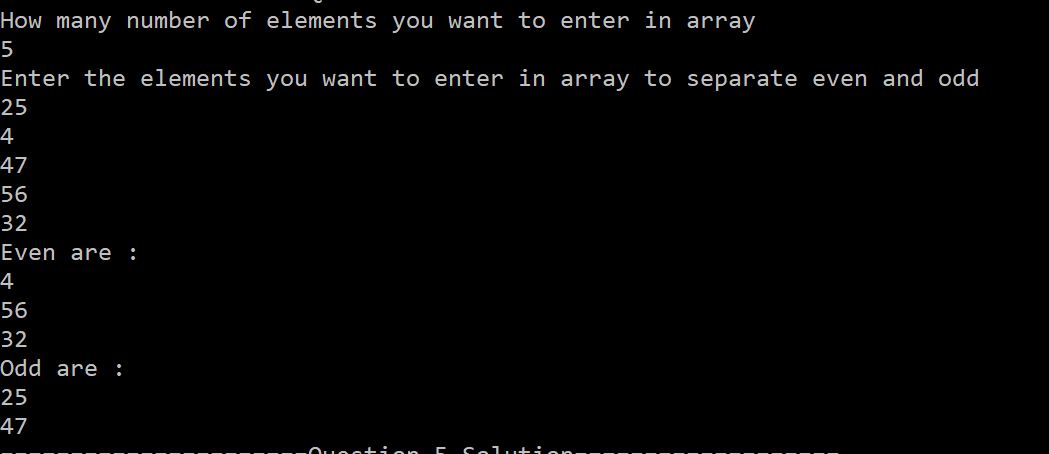 How many number of elements you want to enter in array
5
Enter the elements you want to enter in array to separate even and odd
25
4
47
56
32
Even are :
4
56
32
Odd are :
25
47
----------------------Question 5 Solution-------------------